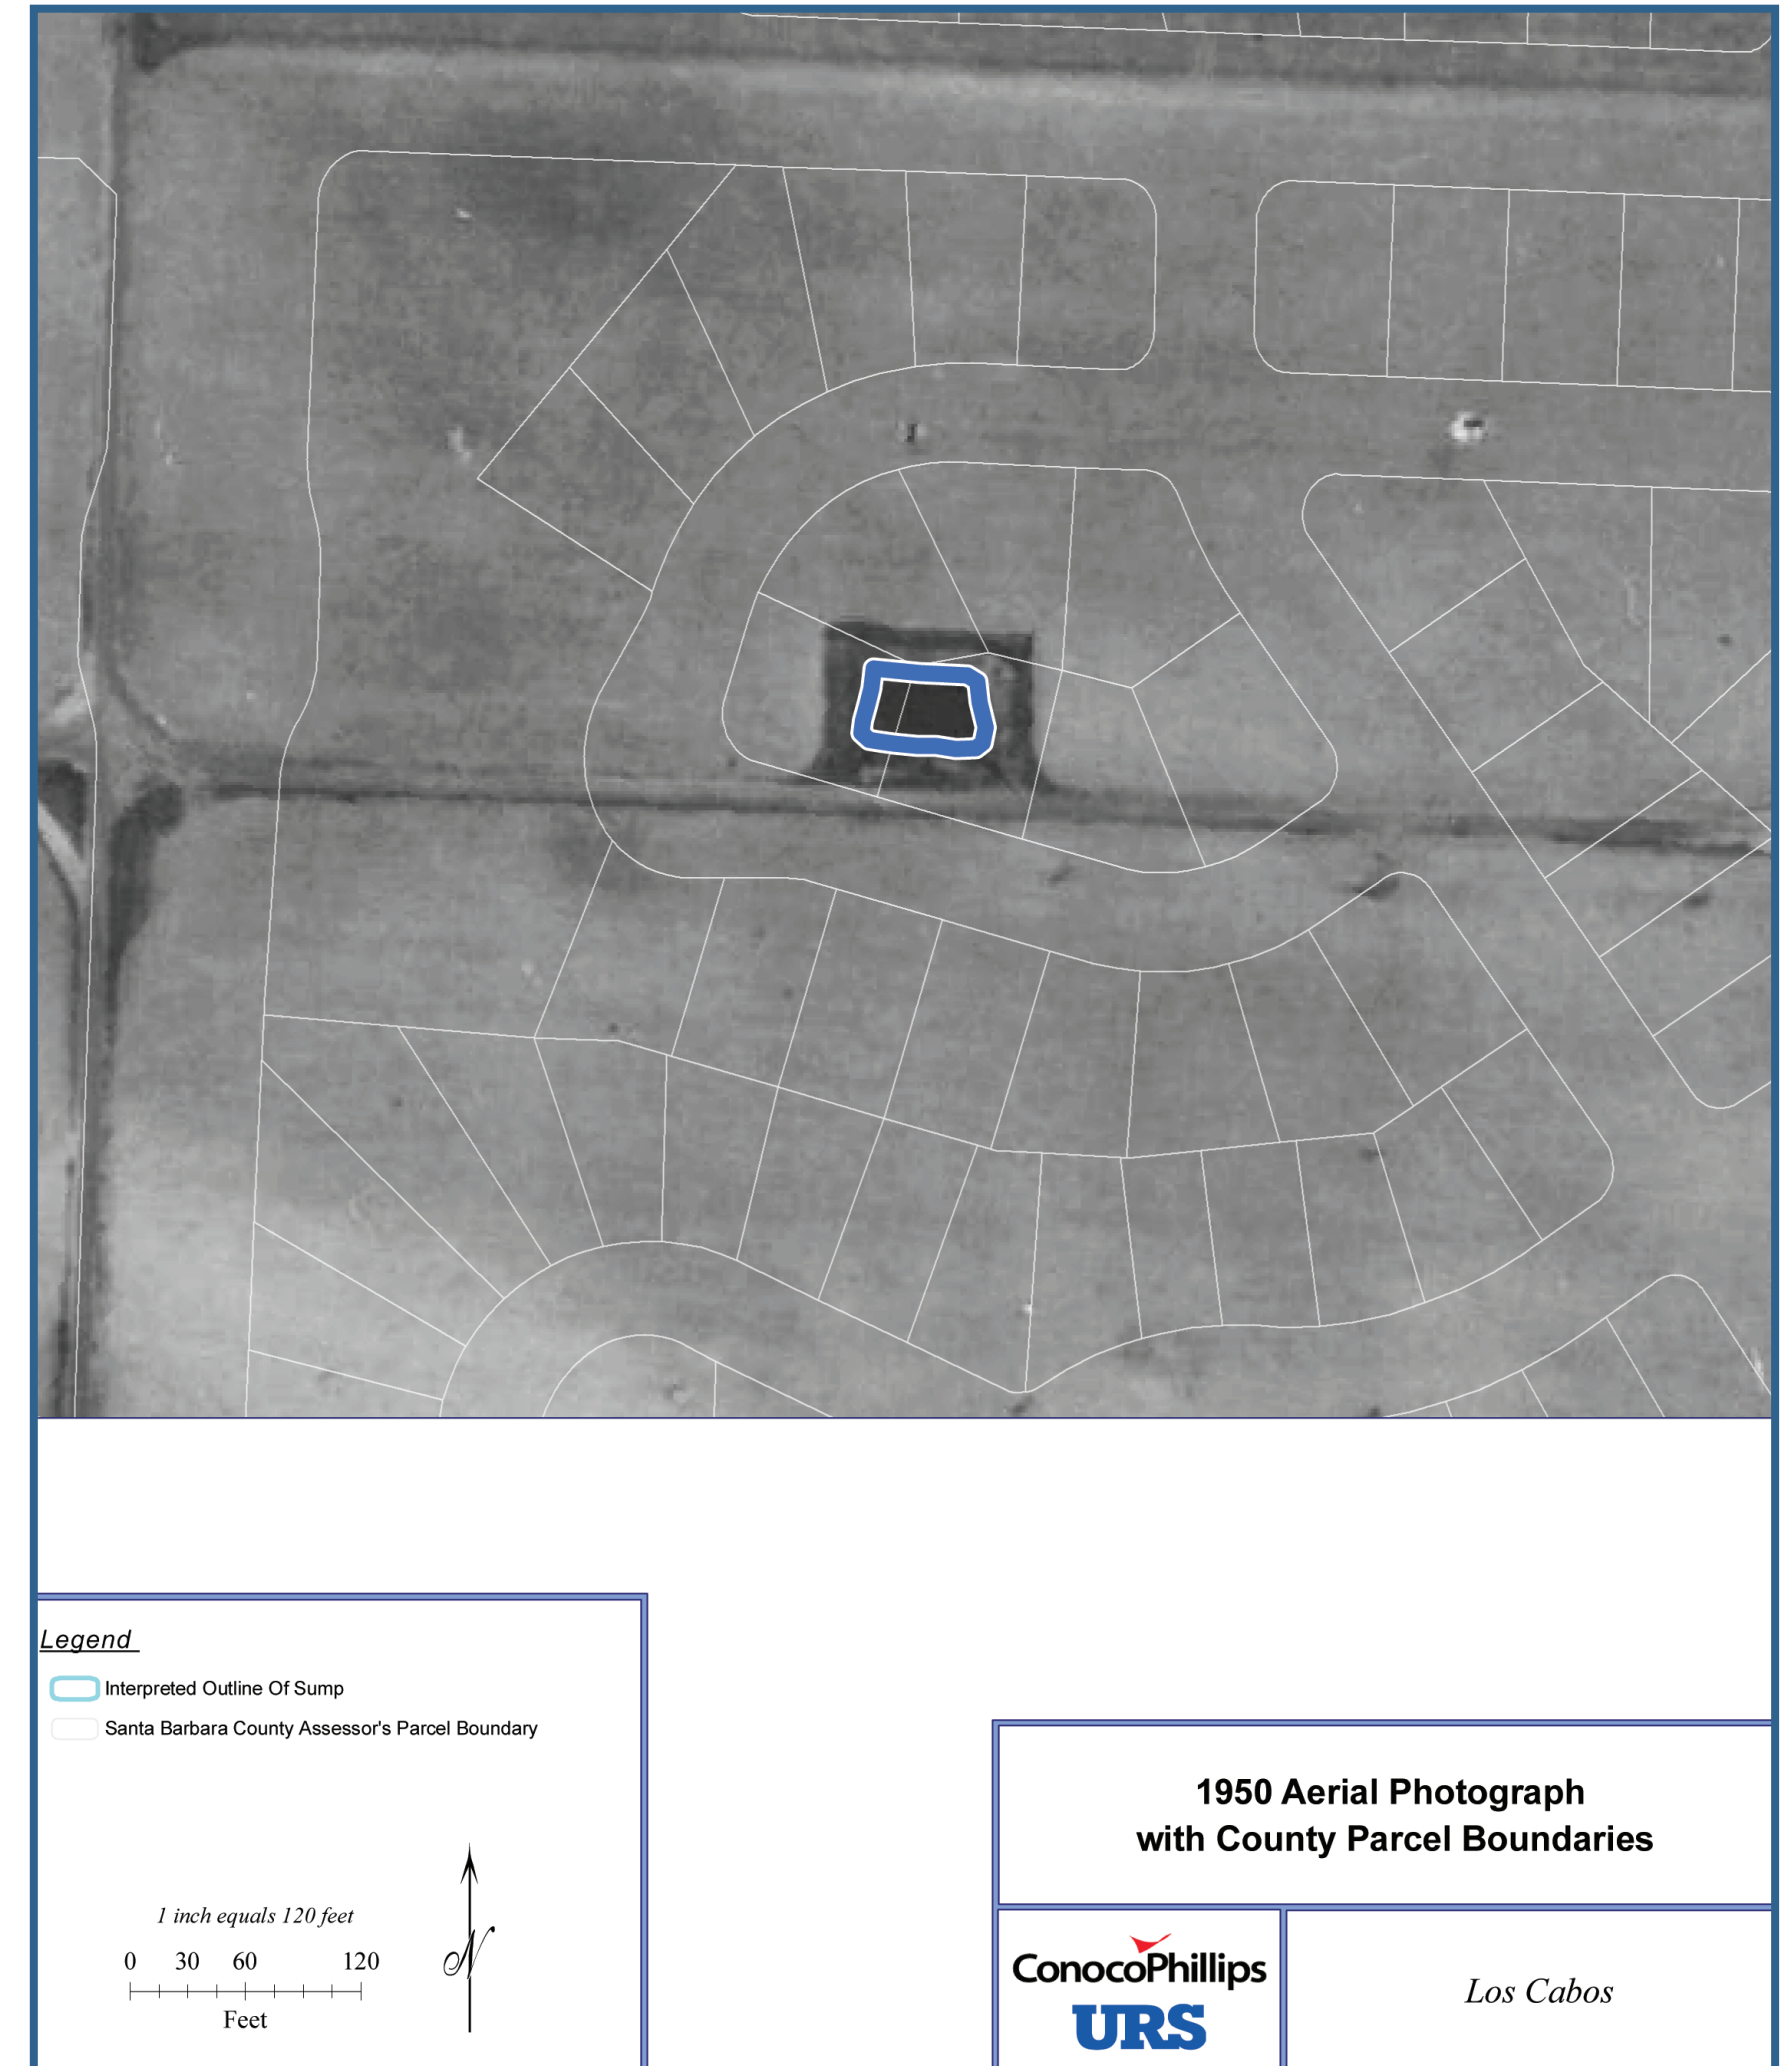 Legend
Interpreted Outline Of Sump
Santa Barbara County Assessor's Parcel Boundary
1 inch equals 120 feet
0 30 60 120
Feet
N
1950 Aerial Photograph
with County Parcel Boundaries
ConocoPhillips
URS
Los Cabos